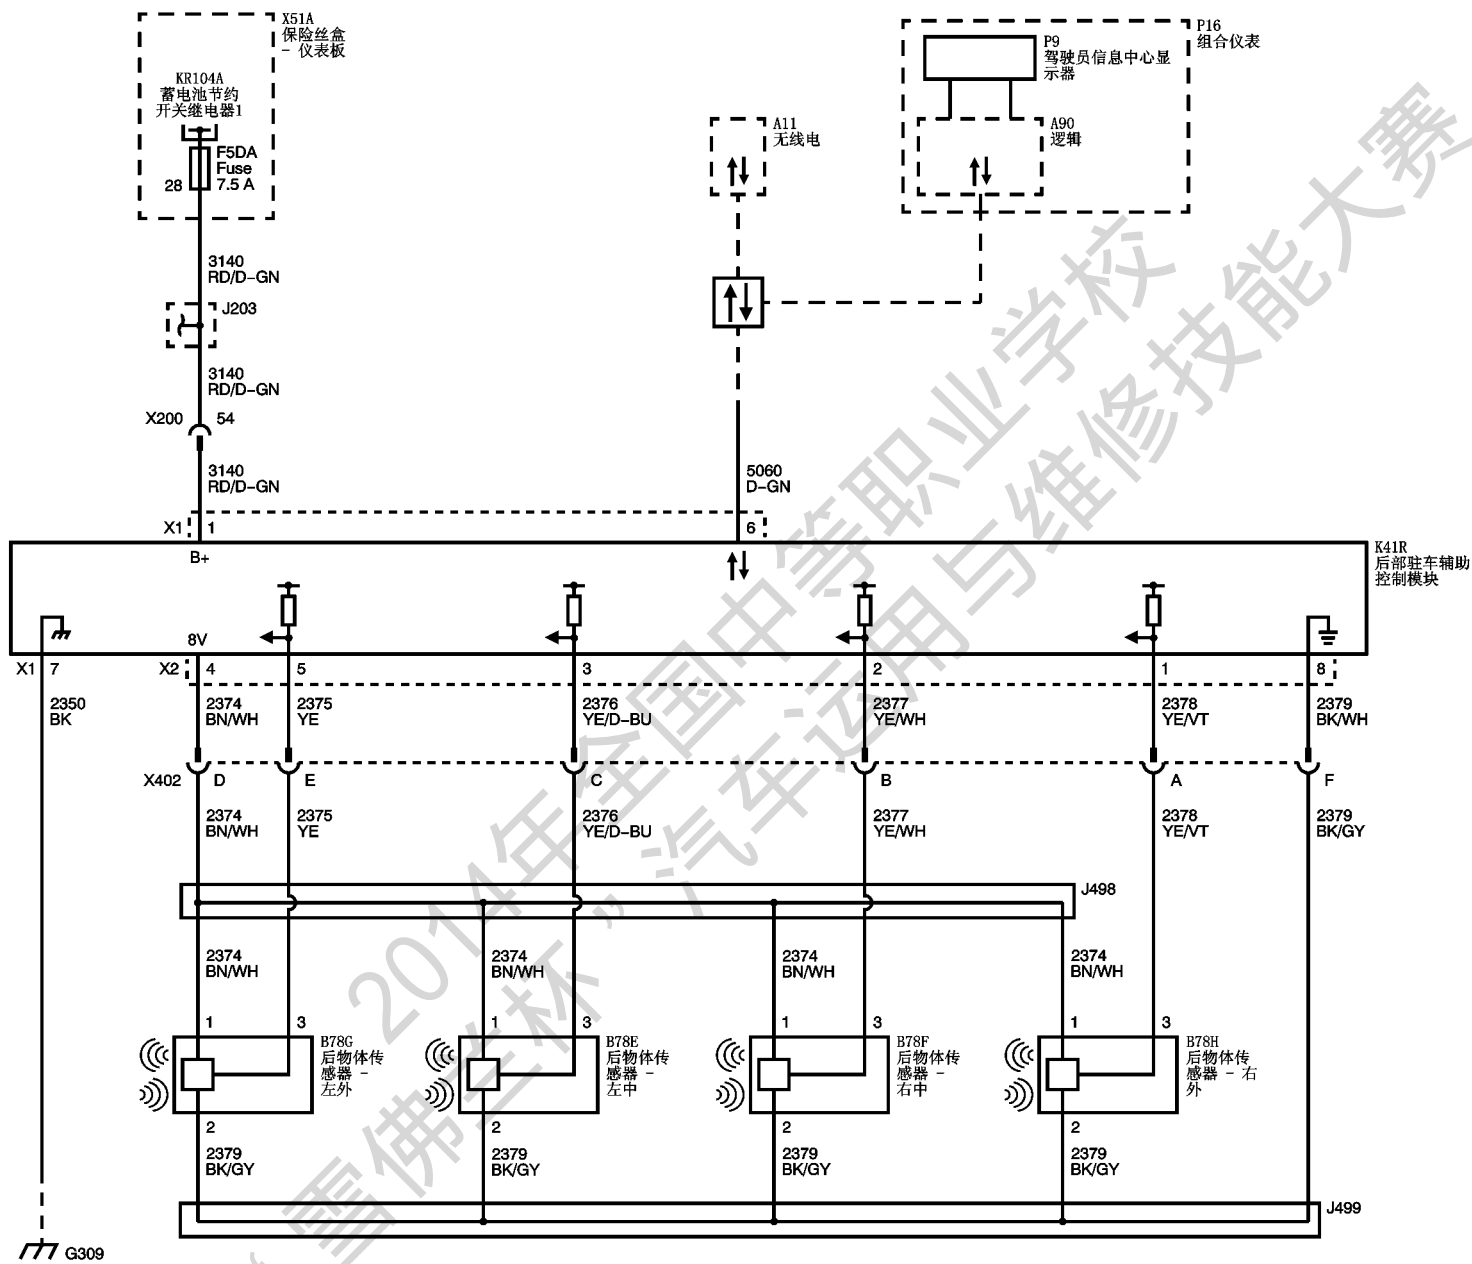 X51A
保险丝盒
- 仪表板
KR104A
蓄电池节约
开关继电器1
F5DA
Fuse
7.5 A
28
P16
组合仪表
P9
驾驶员信息中心显
示器
A11
无线电
A90
逻辑
3140
RD/D-GN
J203
3140
RD/D-GN
X200
54
3140
RD/D-GN
5060
D-GN
X1
1
6
B+
K41R
后部驻车辅助
控制模块
8V
X1
7
X2
4
5
3
2
1
8
2350
BK
2374
BN/WH
2375
YE
2376
YE/D-BU
2377
YE/WH
2378
YE/VT
2379
BK/WH
X402
D
E
C
B
A
F
2374
BN/WH
2375
YE
2376
YE/D-BU
2377
YE/WH
2378
YE/VT
2379
BK/GY
J498
2374
BN/WH
2374
BN/WH
2374
BN/WH
2374
BN/WH
1
3
1
3
1
3
1
3
B78G
后物体传
感器 -
左外
B78E
后物体传
感器 -
左中
B78F
后物体传
感器 -
右中
B78H
后物体传
感器 - 右
外
2
2
2
2
2379
BK/GY
2379
BK/GY
2379
BK/GY
2379
BK/GY
J499
G309
2014年全国中等职业学校
“雪佛兰杯”汽车运用与维修技能大赛